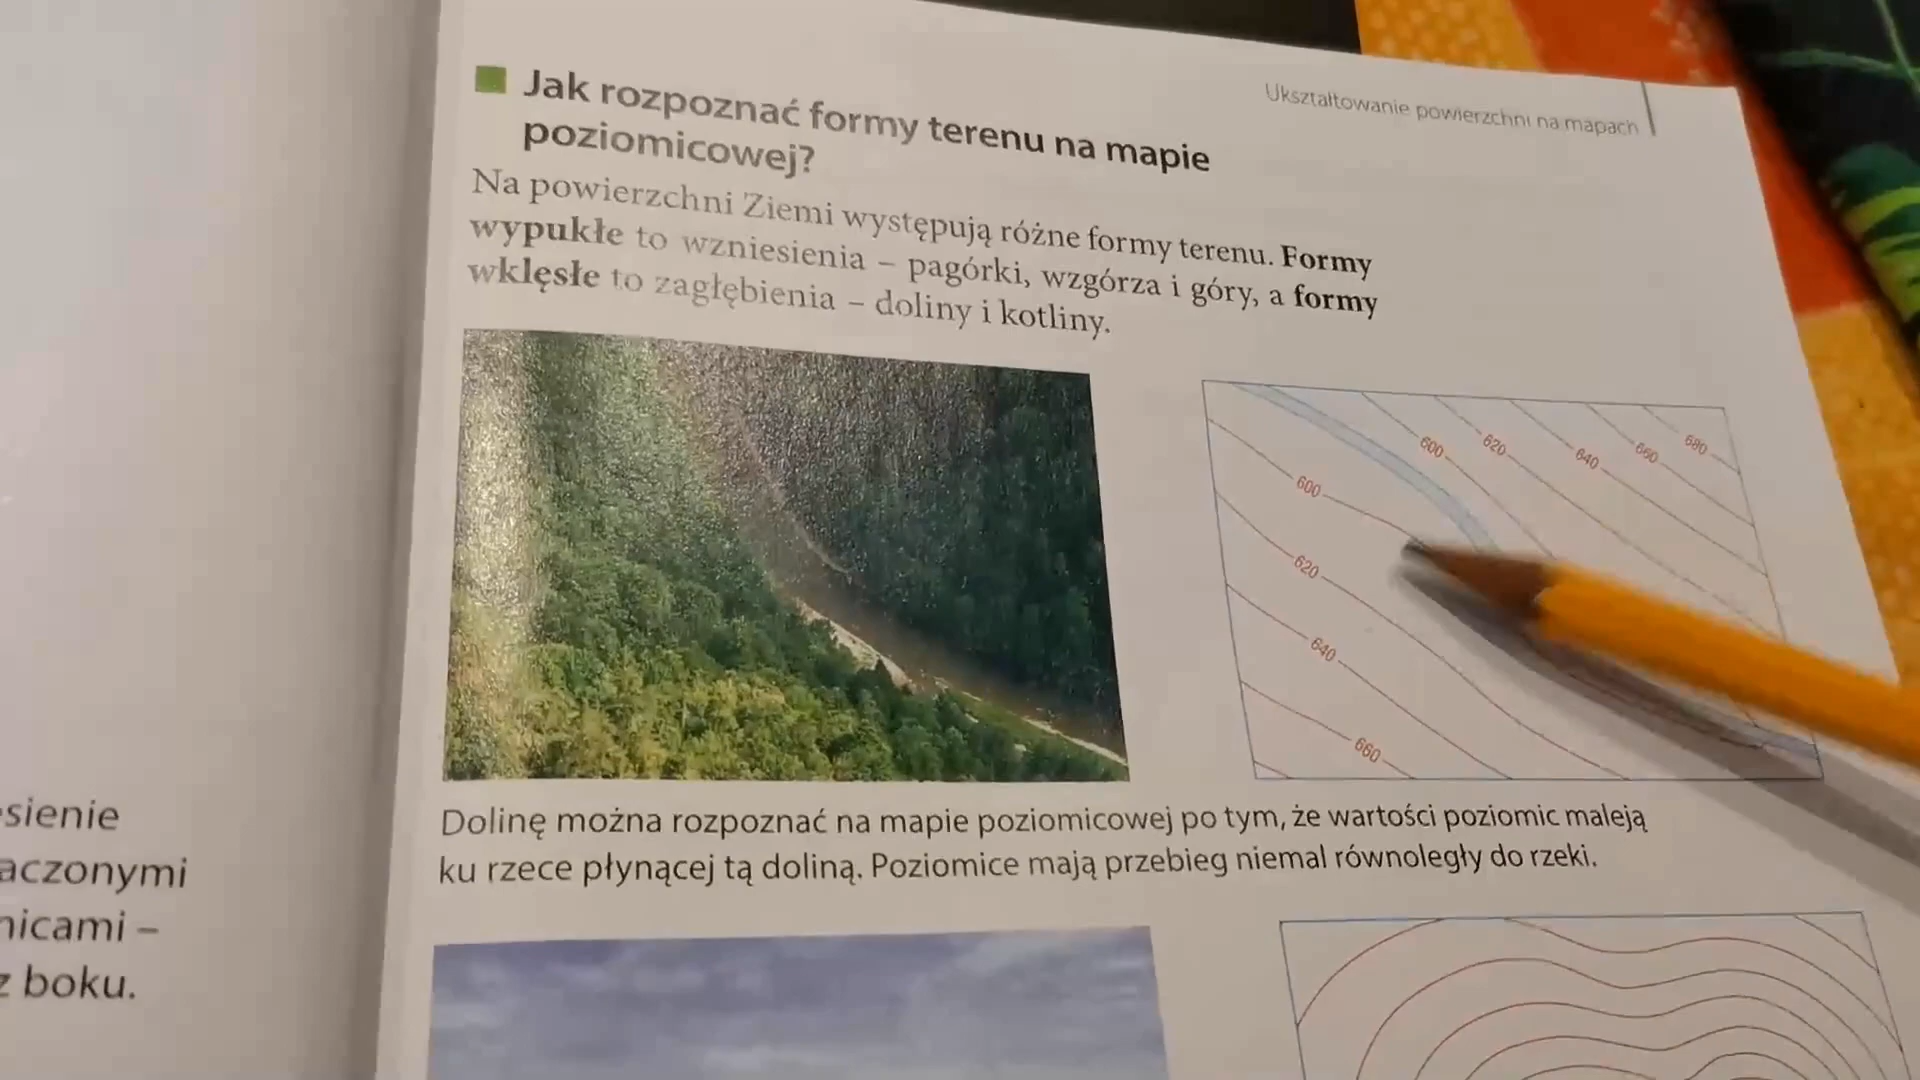 sienie
aczonymi
nicami –
z boku.
Ukształtowanie powierzchni na mapach
Jak rozpoznać formy terenu na mapie
poziomicowej?
Na powierzchni Ziemi występują różne formy terenu. Formy
wypukłe to wzniesienia – pagórki, wzgórza i góry, a formy
wklęsłe to zagłębienia – doliny i kotliny.
600 620 640 660 680
600
620
640
660
Dolinę można rozpoznać na mapie poziomicowej po tym, że wartości poziomic maleją
ku rzece płynącej tą doliną. Poziomice mają przebieg niemal równoległy do rzeki.